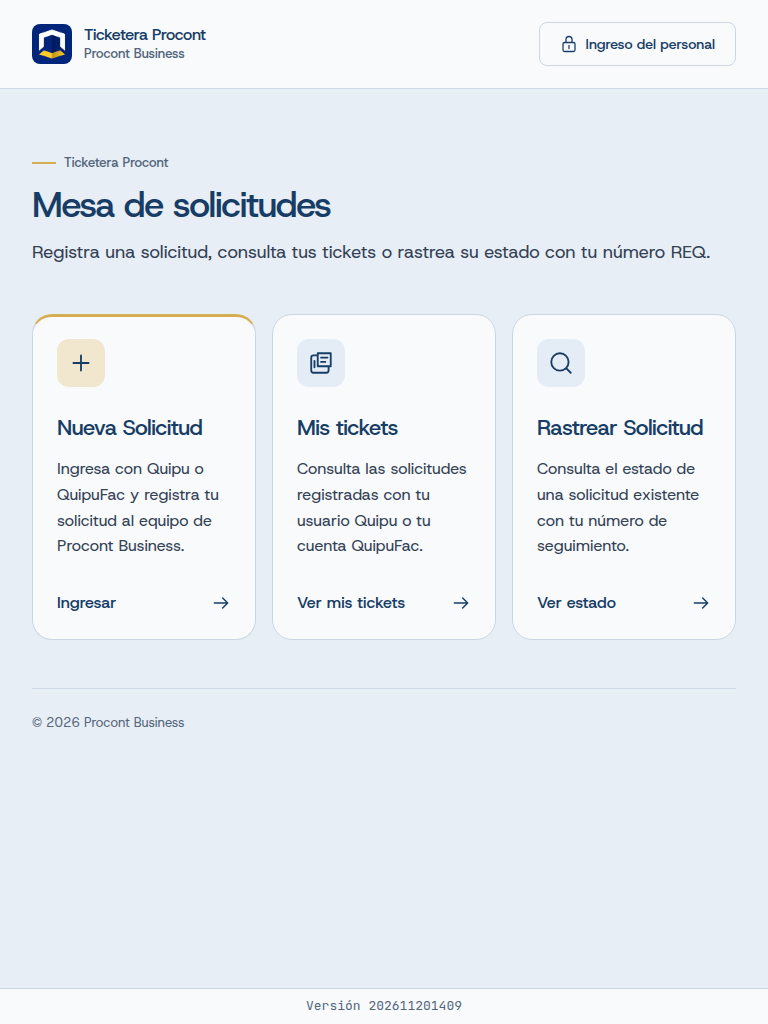 Ticketera Procont
Procont Business
Ingreso del personal
Ticketera Procont
Mesa de solicitudes
Registra una solicitud, consulta tus tickets o rastrea su estado con tu número REQ.
Nueva Solicitud
Ingresa con Quipu o
QuipuFac y registra tu
solicitud al equipo de
Procont Business.
Ingresar
Mis tickets
Consulta las solicitudes
registradas con tu
usuario Quipu o tu
cuenta QuipuFac.
Ver mis tickets
Rastrear Solicitud
Consulta el estado de
una solicitud existente
con tu número de
seguimiento.
Ver estado
© 2026 Procont Business
Versión 202611201409